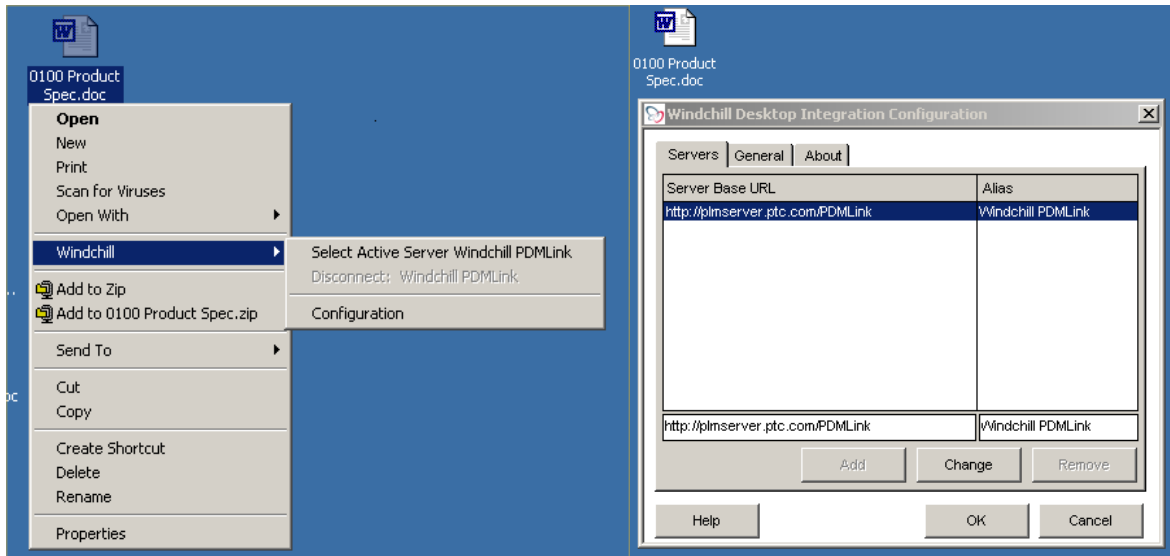 0100 Product
Spec.doc
Open
New
Print
Scan for Viruses
Open With
Windchill
Select Active Server Windchill PDMLink
Disconnect: Windchill PDMLink
Configuration
Add to Zip
Add to 0100 Product Spec.zip
Send To
Cut
Copy
Create Shortcut
Delete
Rename
Properties
0100 Product
Spec.doc
Windchill Desktop Integration Configuration
Servers General About
Server Base URL Alias
http://plmserver.ptc.com/PDMLink Windchill PDMLink
http://plmserver.ptc.com/PDMLink Windchill PDMLink
Add Change Remove
Help OK Cancel